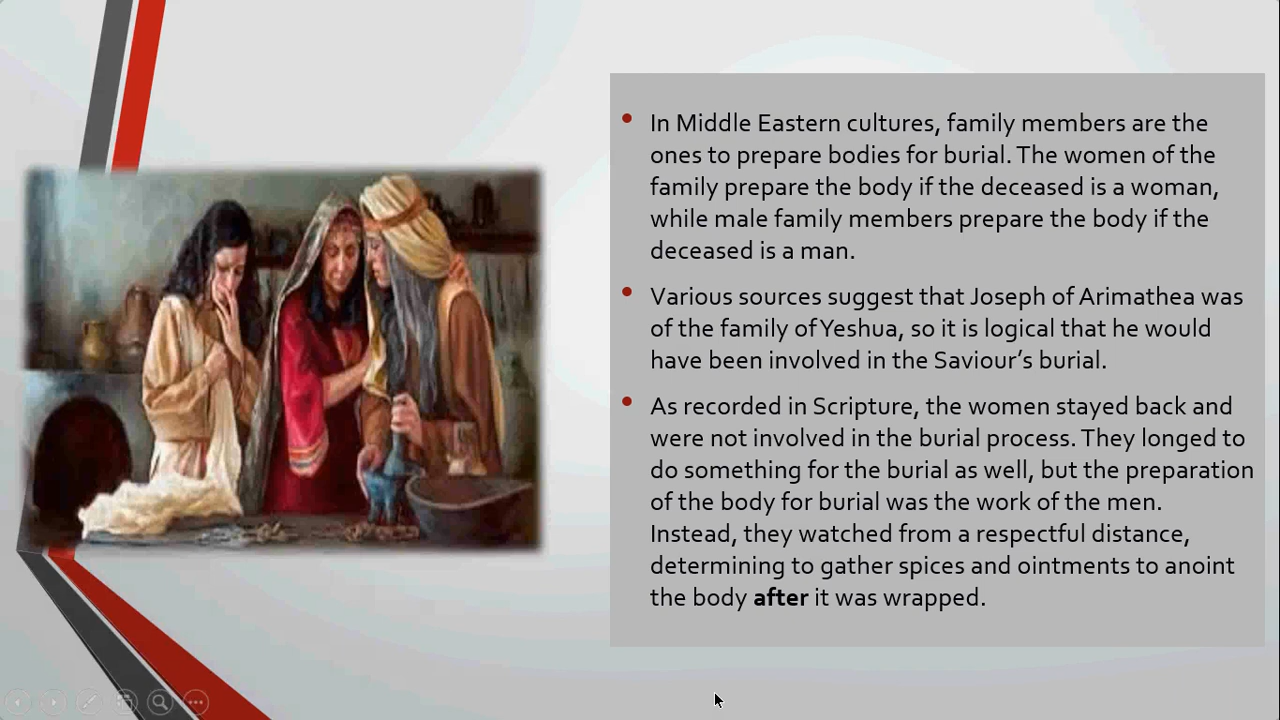 In Middle Eastern cultures, family members are the
ones to prepare bodies for burial. The women of the
family prepare the body if the deceased is a woman,
while male family members prepare the body if the
deceased is a man.
Various sources suggest that Joseph of Arimathea was
of the family of Yeshua, so it is logical that he would
have been involved in the Saviour’s burial.
As recorded in Scripture, the women stayed back and
were not involved in the burial process. They longed to
do something for the burial as well, but the preparation
of the body for burial was the work of the men.
Instead, they watched from a respectful distance,
determining to gather spices and ointments to anoint
the body after it was wrapped.